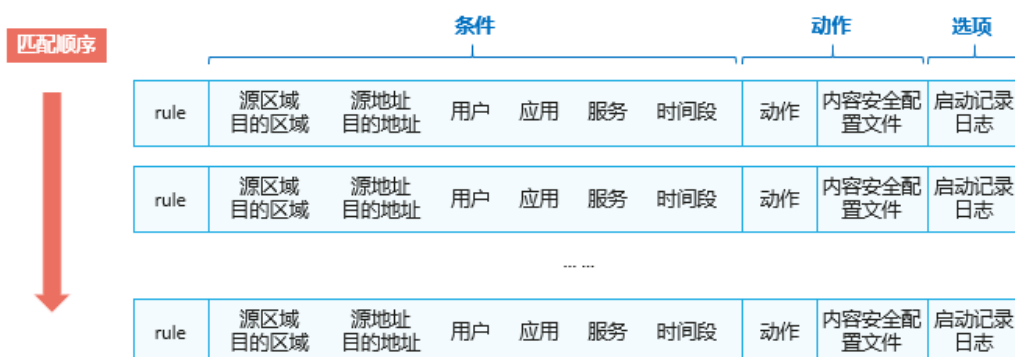 条件
动作
选项
匹配顺序
rule
源区域
目的区域
源地址
目的地址
用户
应用
服务
时间段
动作
内容安全配
置文件
启动记录
日志
rule
源区域
目的区域
源地址
目的地址
用户
应用
服务
时间段
动作
内容安全配
置文件
启动记录
日志
... ...
rule
源区域
目的区域
源地址
目的地址
用户
应用
服务
时间段
动作
内容安全配
置文件
启动记录
日志